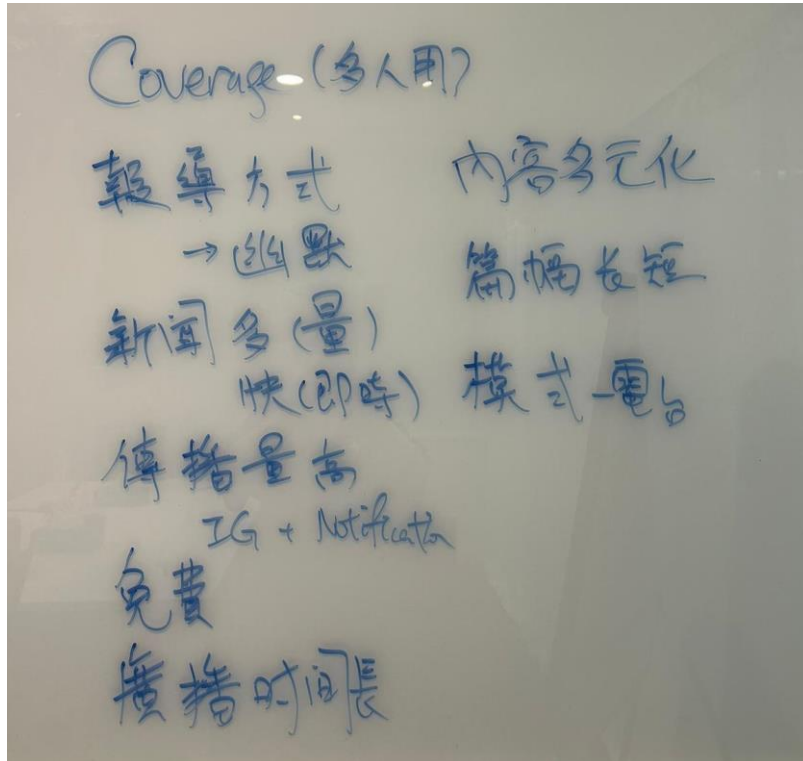 Coverage (多人用)
報導方式
→ 幽默
新闻多(量)
快(即時)
傳播量高
IG + Notification
免費
廣播时间長
內容多元化
篇幅长短
模式-電台